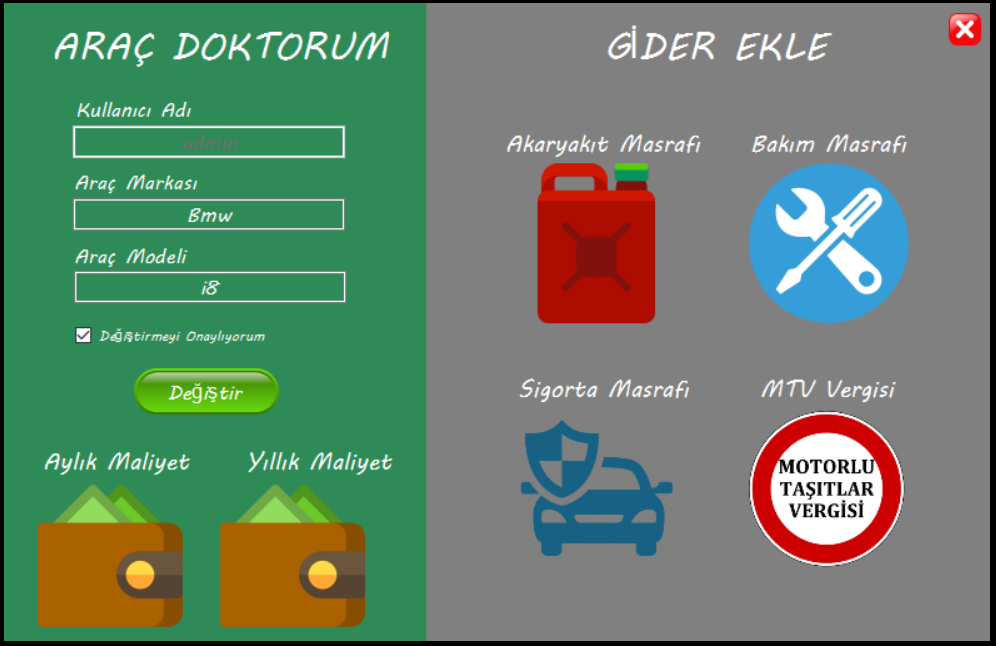 ARAÇ DOKTORUM
Kullanıcı Adı
admin
Araç Markası
Bmw
Araç Modeli
i8
Değiştirmeyi Onaylıyorum
Değiştir
Aylık Maliyet
Yıllık Maliyet
GİDER EKLE
Akaryakıt Masrafı
Bakım Masrafı
Sigorta Masrafı
MTV Vergisi
MOTORLU
TAŞITLAR
VERGİSİ